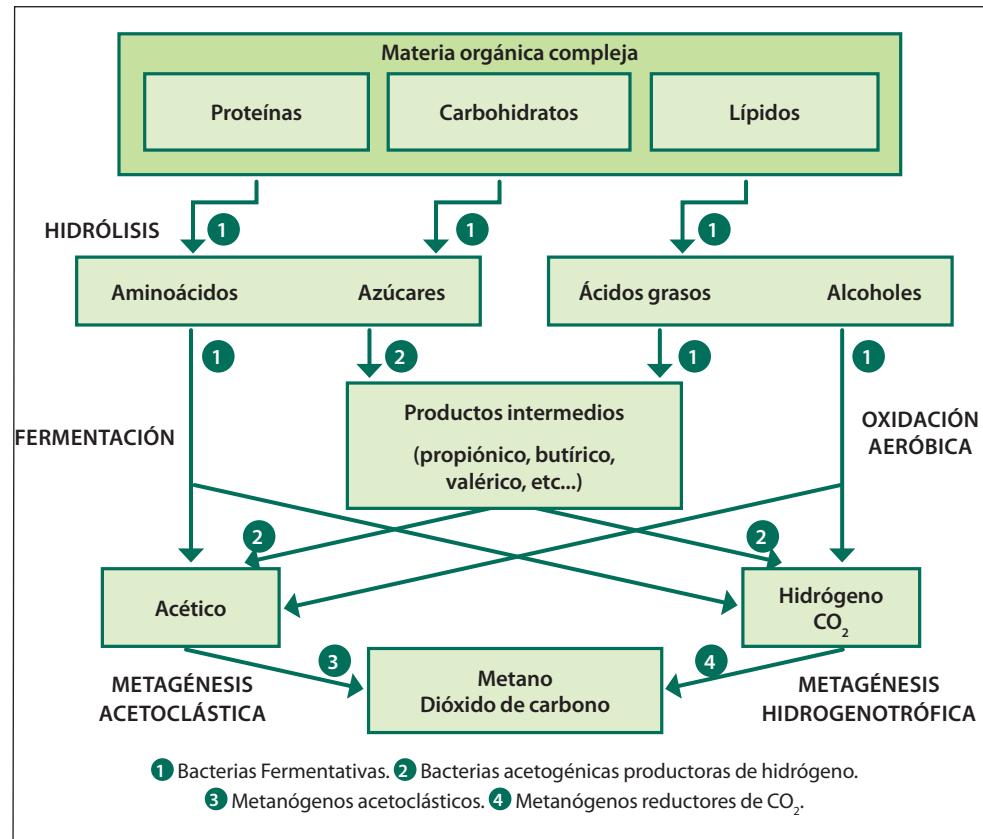 Materia orgánica compleja
Proteínas
Carbohidratos
Lípidos
HIDRÓLISIS
1
1
1
Aminoácidos
Azúcares
Ácidos grasos
Alcoholes
1
2
1
1
FERMENTACIÓN
Productos intermedios
(propiónico, butírico,
valérico, etc...)
OXIDACIÓN
AERÓBICA
2
2
Acético
Hidrógeno
CO₂
3
4
METAGÉNESIS
ACETOCLÁSTICA
Metano
Dióxido de carbono
METAGÉNESIS
HIDROGENOTRÓFICA
1 Bacterias Fermentativas. 2 Bacterias acetogénicas productoras de hidrógeno.
3 Metanógenos acetoclásticos. 4 Metanógenos reductores de CO₂.